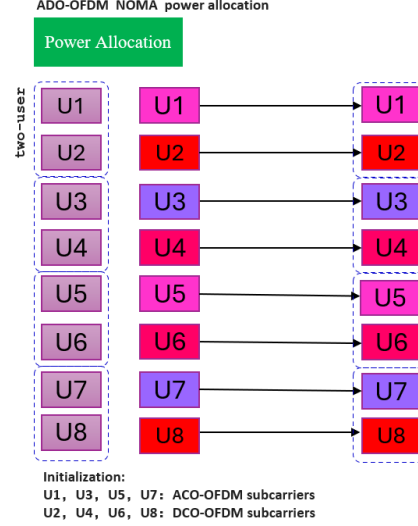 ADO-OFDM NOMA power allocation
Power Allocation
two-user
U1 U1 U1
U2 U2 U2
U3 U3 U3
U4 U4 U4
U5 U5 U5
U6 U6 U6
U7 U7 U7
U8 U8 U8
Initialization:
U1, U3, U5, U7: ACO-OFDM subcarriers
U2, U4, U6, U8: DCO-OFDM subcarriers